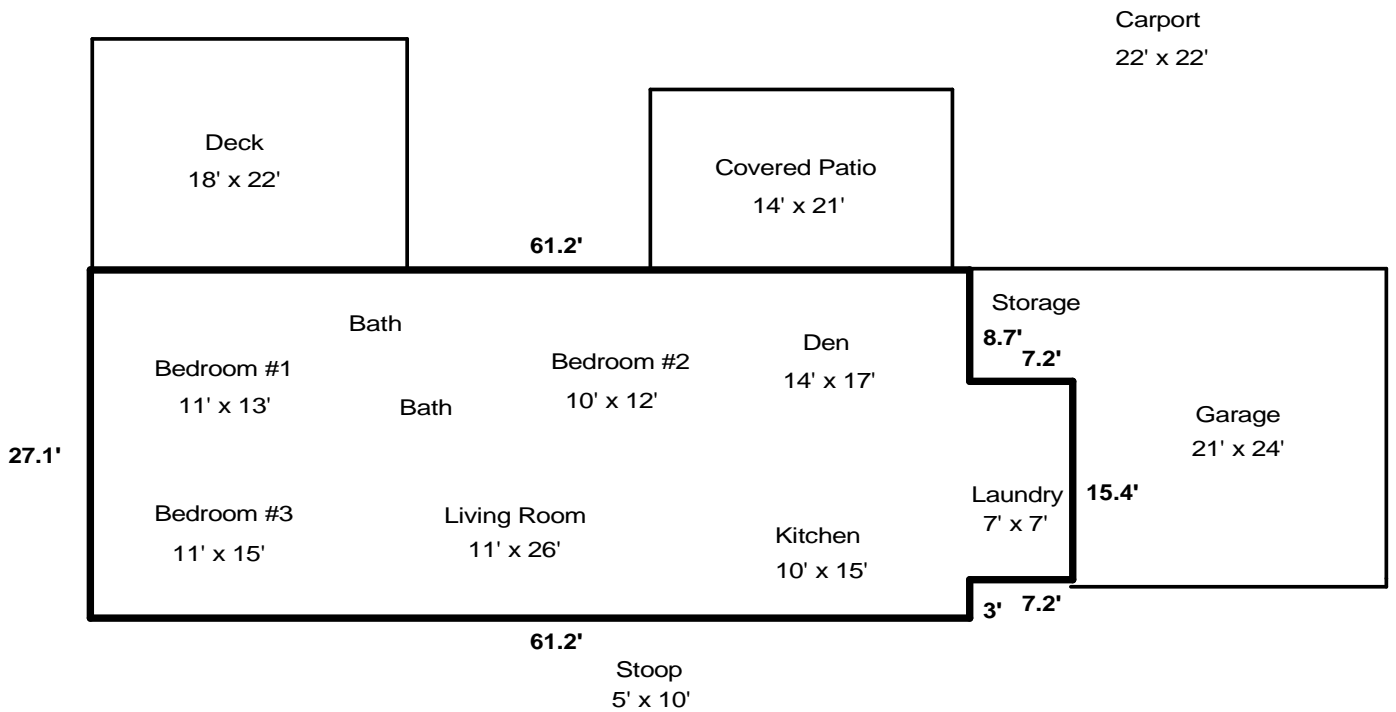 Carport
22' x 22'
Deck
18' x 22'
Covered Patio
14' x 21'
61.2'
Storage
8.7'
7.2'
Bath
Bedroom #1
11' x 13'
Bath
Bedroom #2
10' x 12'
Den
14' x 17'
Garage
21' x 24'
27.1'
15.4'
Laundry
7' x 7'
Bedroom #3
11' x 15'
Living Room
11' x 26'
Kitchen
10' x 15'
3'
7.2'
61.2'
Stoop
5' x 10'